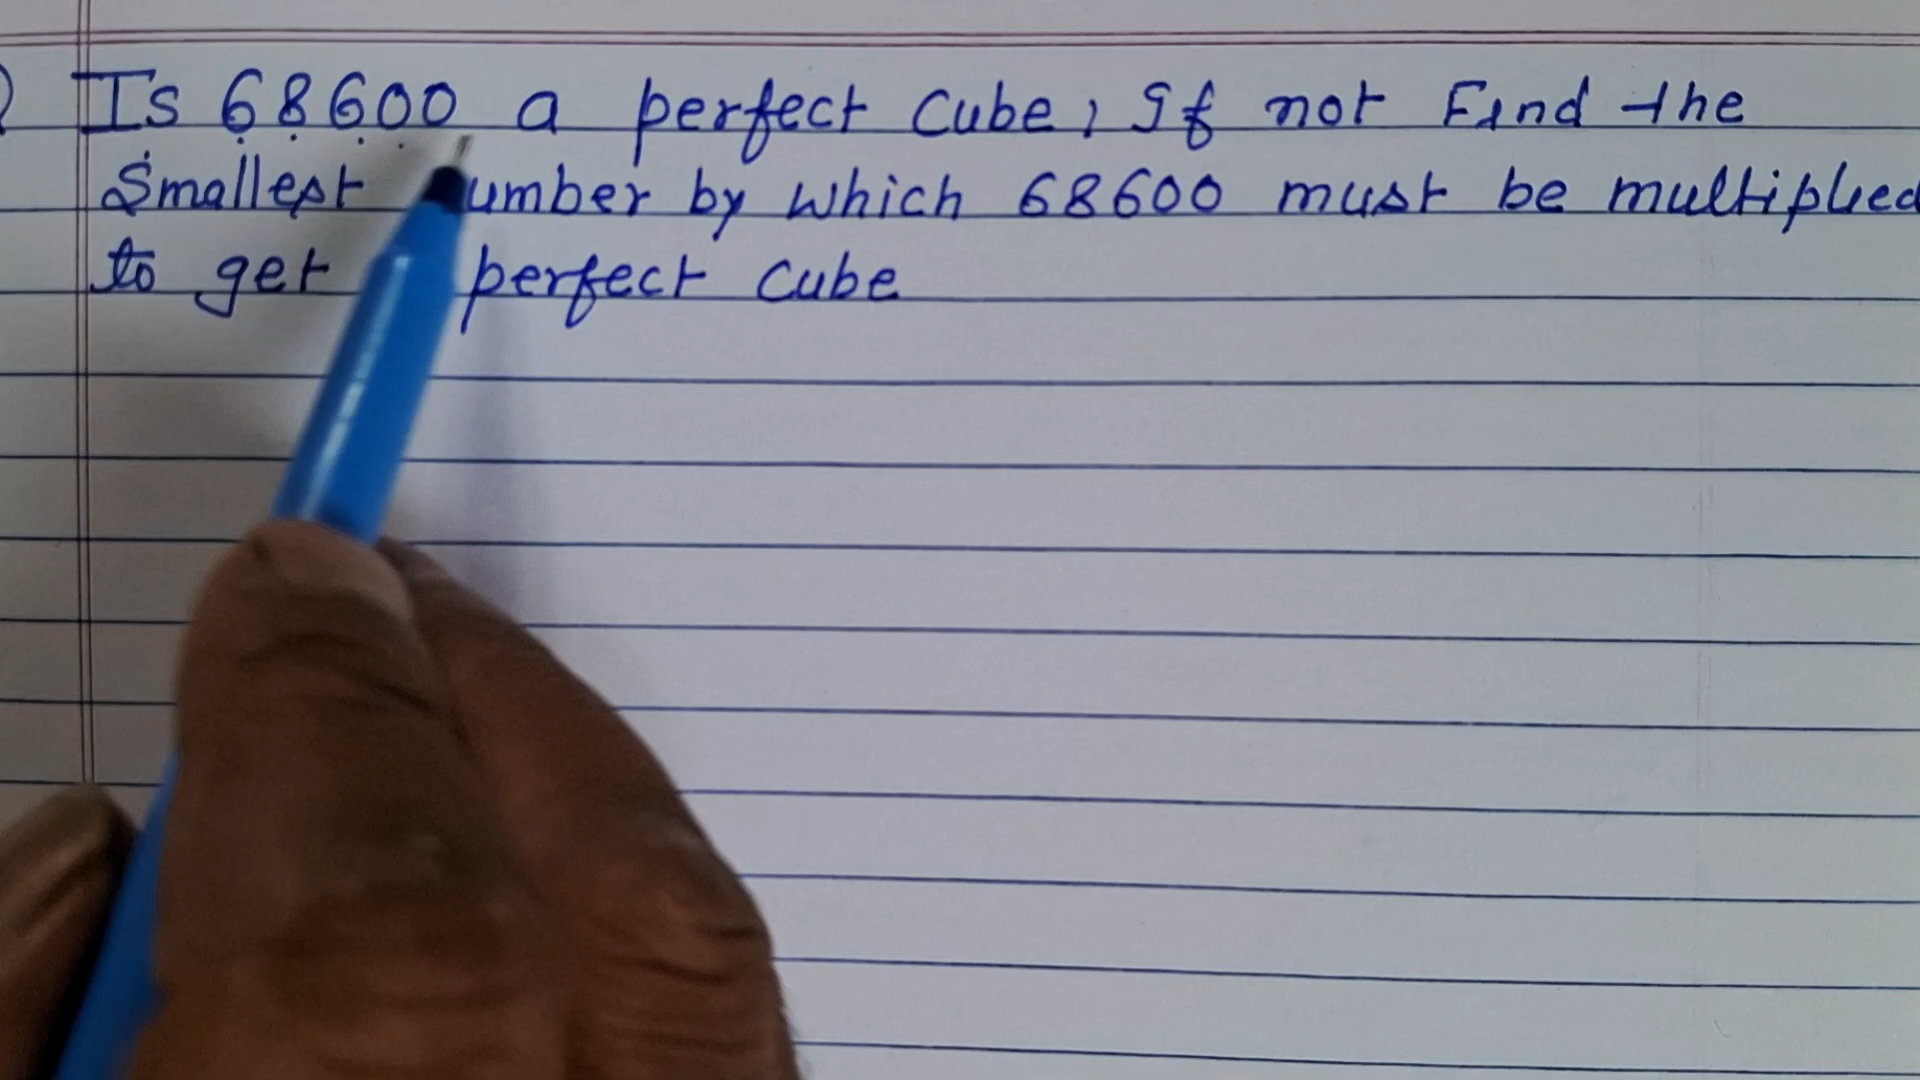 Is 68600 a perfect cube, If not Find the
Smallest umber by which 68600 must be multiplied
to get perfect cube